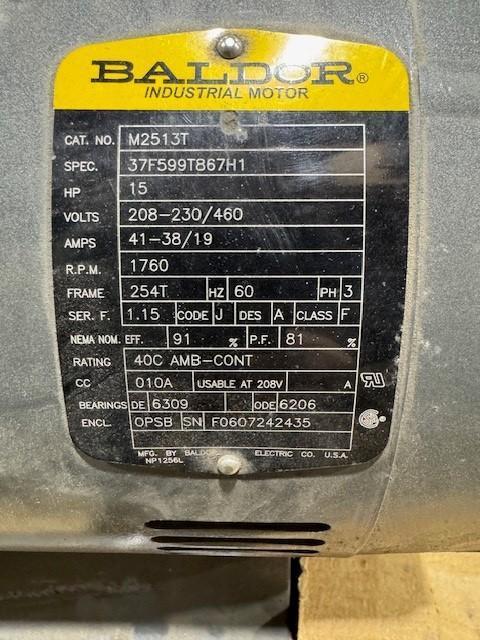 BALDOR®
INDUSTRIAL MOTOR
CAT. NO. M2513T
SPEC. 37F599T867H1
HP 15
VOLTS 208-230/460
AMPS 41-38/19
R.P.M. 1760
FRAME 254T HZ 60 PH 3
SER. F. 1.15 CODE J DES A CLASS F
NEMA NOM. EFF. 91 % P.F. 81 %
RATING 40C AMB-CONT
CC 010A USABLE AT 208V A
BEARINGS DE 6309 ODE 6206
ENCL. OPSB SN F0607242435
MFG. BY BALDOR ELECTRIC CO. U.S.A.
NP1256L